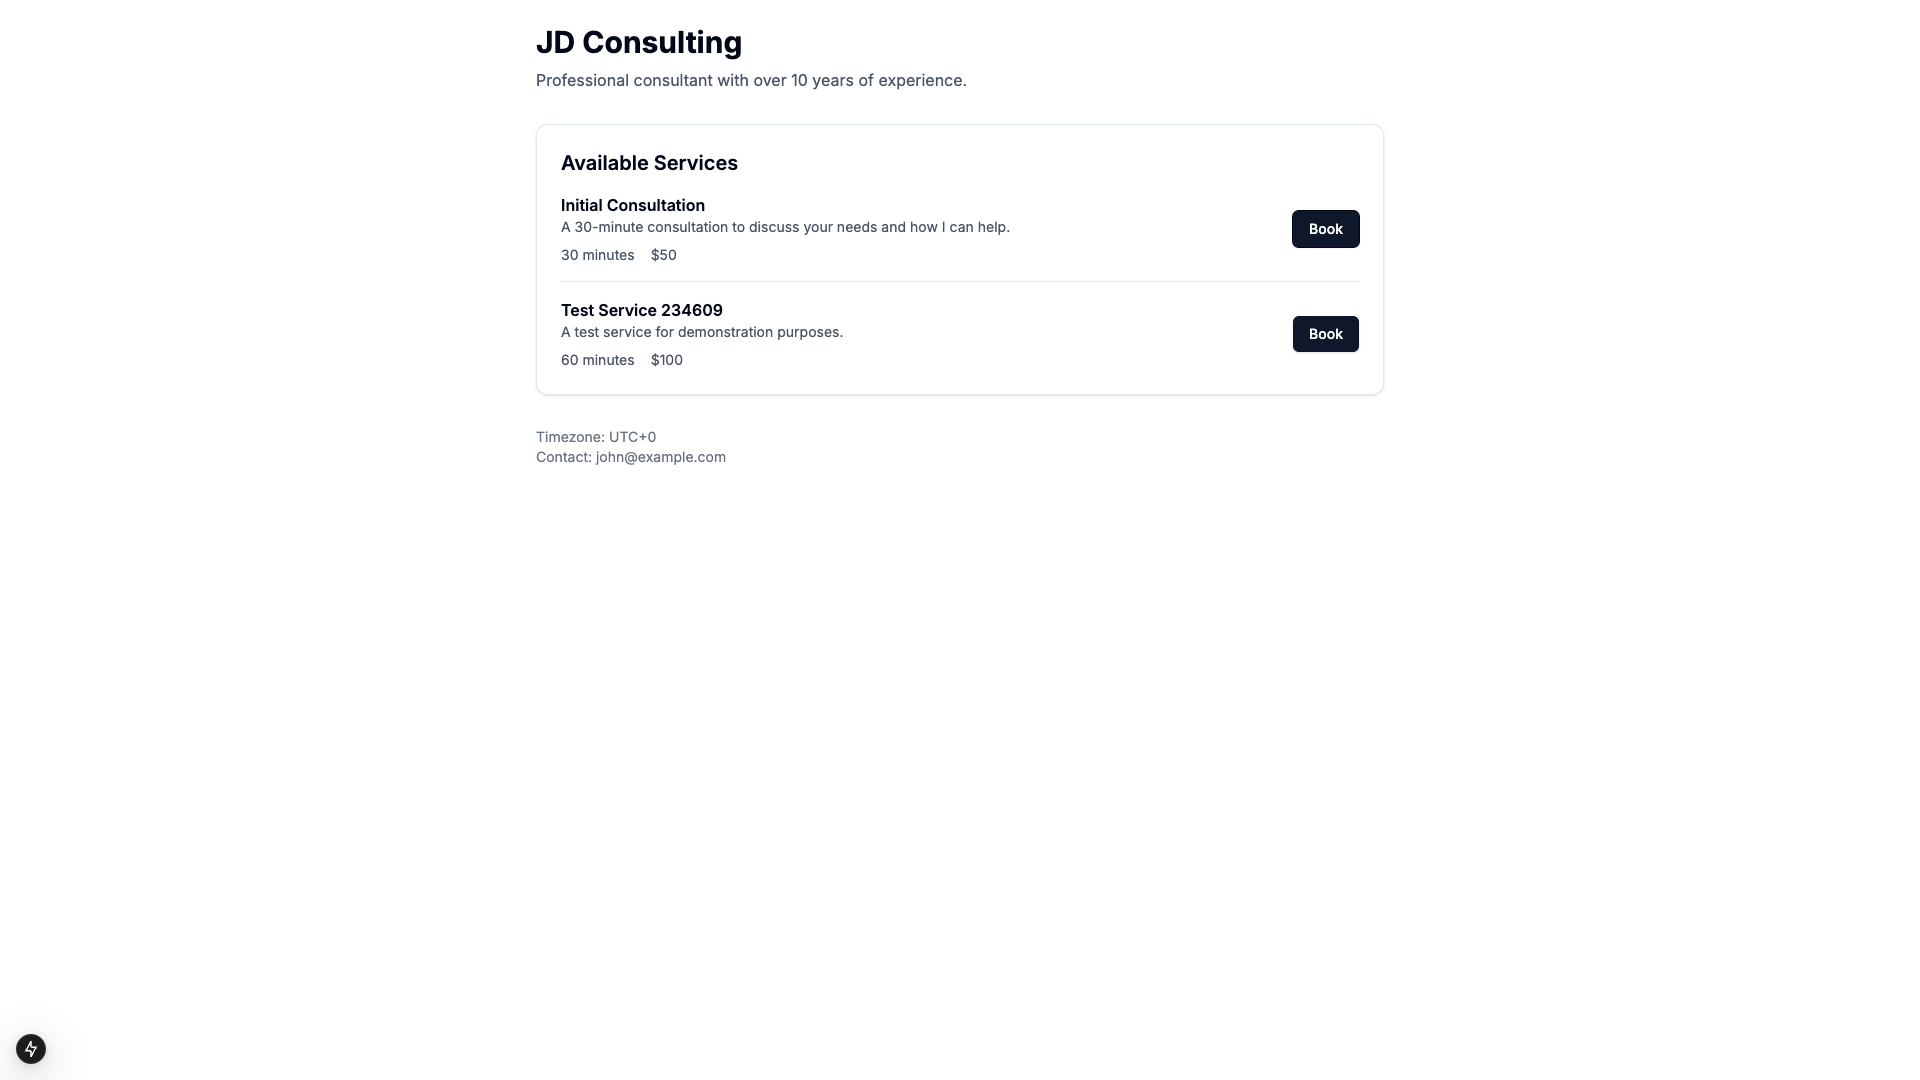 JD Consulting
Professional consultant with over 10 years of experience.
Available Services
Initial Consultation
A 30-minute consultation to discuss your needs and how I can help.
30 minutes $50
Book
Test Service 234609
A test service for demonstration purposes.
60 minutes $100
Book
Timezone: UTC+0
Contact: john@example.com